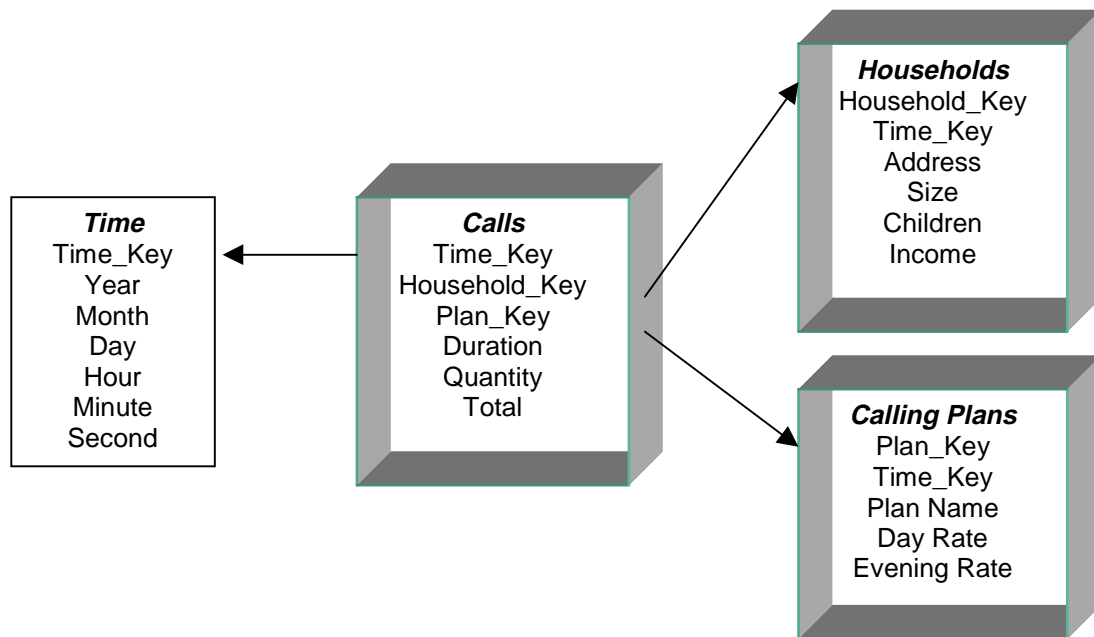 Time
Time_Key
Year
Month
Day
Hour
Minute
Second
Calls
Time_Key
Household_Key
Plan_Key
Duration
Quantity
Total
Households
Household_Key
Time_Key
Address
Size
Children
Income
Calling Plans
Plan_Key
Time_Key
Plan Name
Day Rate
Evening Rate